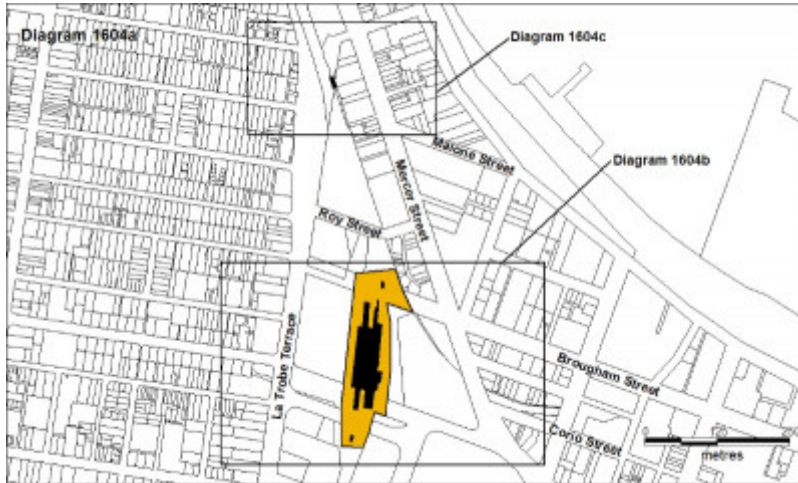 Diagram 1604a
Diagram 1604c
Malone Street
Diagram 1604b
Mercer Street
Roy Street
La Trobe Terrace
Brougham Street
Corio Street
metres